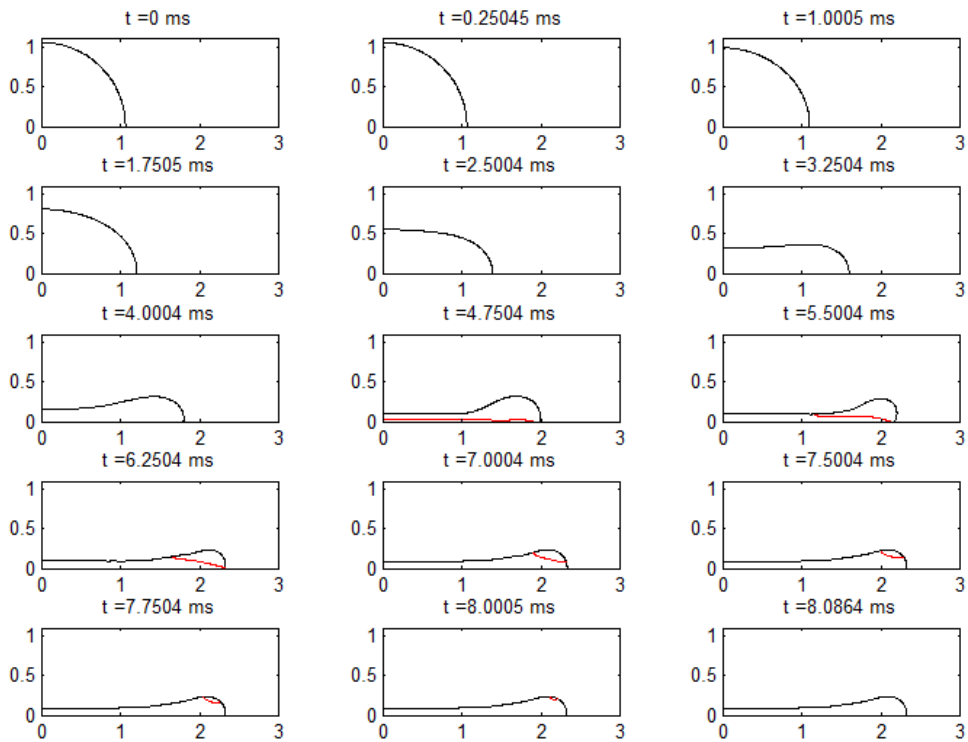 t =0 ms t =0.25045 ms t =1.0005 ms
1 1 1
0.5 0.5 0.5
0 0 0
0 1 2 3 0 1 2 3 0 1 2 3
t =1.7505 ms t =2.5004 ms t =3.2504 ms
1 1 1
0.5 0.5 0.5
0 0 0
0 1 2 3 0 1 2 3 0 1 2 3
t =4.0004 ms t =4.7504 ms t =5.5004 ms
1 1 1
0.5 0.5 0.5
0 0 0
0 1 2 3 0 1 2 3 0 1 2 3
t =6.2504 ms t =7.0004 ms t =7.5004 ms
1 1 1
0.5 0.5 0.5
0 0 0
0 1 2 3 0 1 2 3 0 1 2 3
t =7.7504 ms t =8.0005 ms t =8.0864 ms
1 1 1
0.5 0.5 0.5
0 0 0
0 1 2 3 0 1 2 3 0 1 2 3